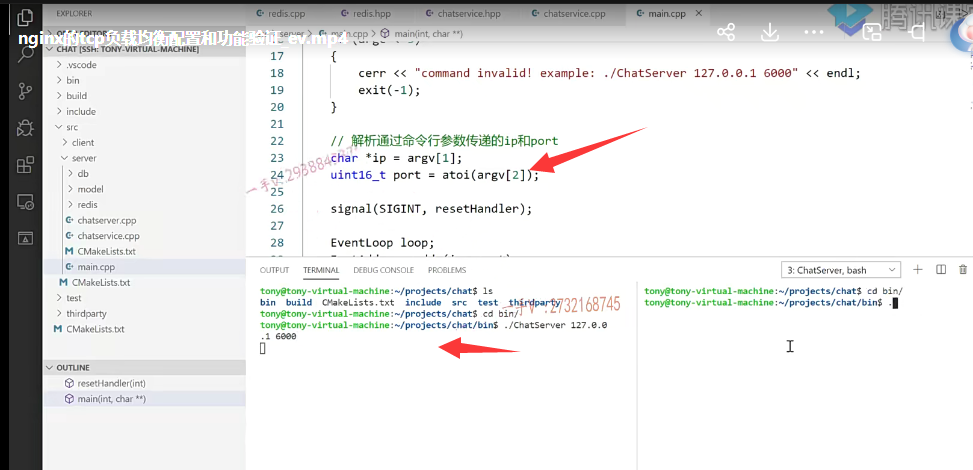 EXPLORER
redis.cpp
redis.hpp
chatservice.hpp
chatservice.cpp
main.cpp
nginx的tcp负载均衡配置和功能验证_ev.mp4
main(int, char **)
CHAT [SSH: TONY-VIRTUAL-MACHINE]
.vscode
bin
build
include
src
client
server
db
model
redis
chatserver.cpp
chatservice.cpp
CMakeLists.txt
main.cpp
CMakeLists.txt
test
thirdparty
CMakeLists.txt
OUTLINE
resetHandler(int)
main(int, char **)
17 {
18 cerr << "command invalid! example: ./ChatServer 127.0.0.1 6000" << endl;
19 exit(-1);
20 }
21
22 // 解析通过命令行参数传递的ip和port
23 char *ip = argv[1];
24 uint16_t port = atoi(argv[2]);
25
26 signal(SIGINT, resetHandler);
27
28 EventLoop loop;
OUTPUT TERMINAL DEBUG CONSOLE PROBLEMS
3: ChatServer, bash
tony@tony-virtual-machine:~/projects/chat$ ls
bin build CMakeLists.txt include src test thirdparty
tony@tony-virtual-machine:~/projects/chat$ cd bin/
tony@tony-virtual-machine:~/projects/chat/bin$ ./ChatServer 127.0.0
.1 6000
tony@tony-virtual-machine:~/projects/chat$ cd bin/
tony@tony-virtual-machine:~/projects/chat/bin$ .
2732168745